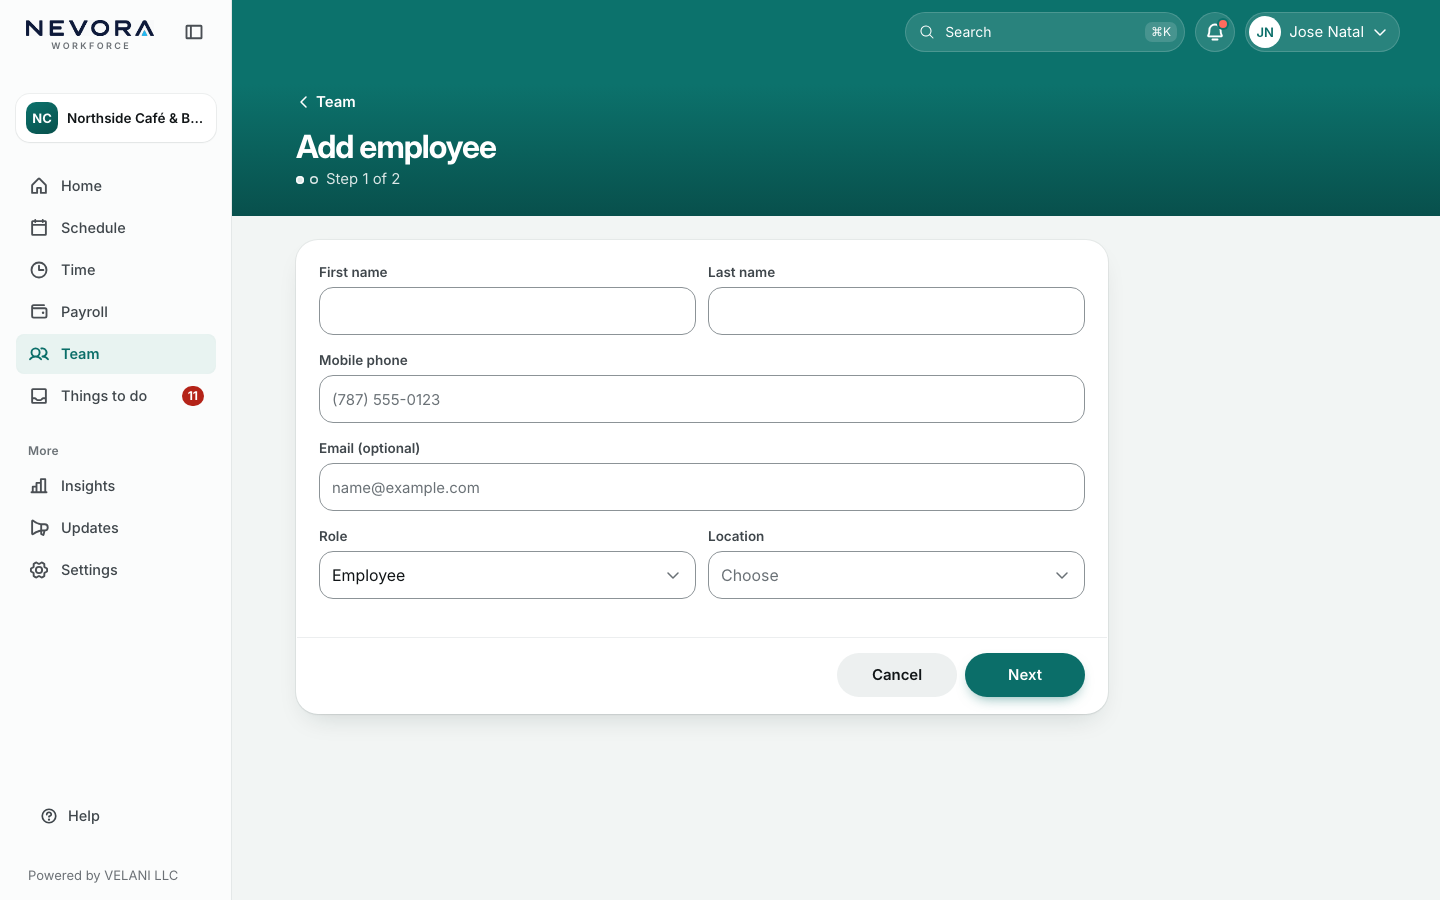 NEVORA
WORKFORCE
Search
⌘K
JN
Jose Natal
NC
Northside Café & B...
Home
Schedule
Time
Payroll
Team
Things to do
11
More
Insights
Updates
Settings
Help
Powered by VELANI LLC
Team
Add employee
Step 1 of 2
First name
Last name
Mobile phone
(787) 555-0123
Email (optional)
name@example.com
Role
Location
Employee
Choose
Cancel
Next